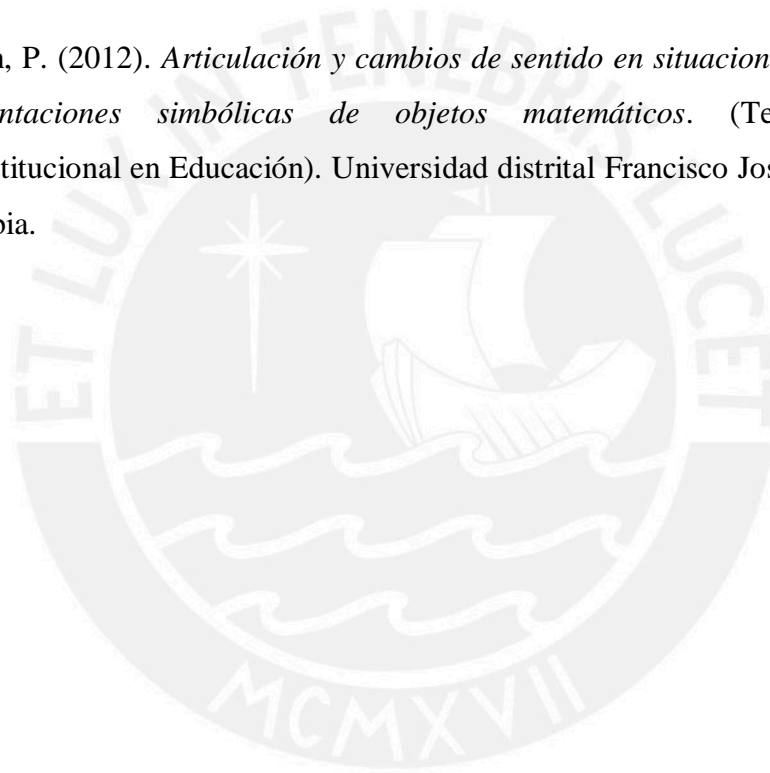 n, P. (2012). Articulación y cambios de sentido en situacion
ntaciones simbólicas de objetos matemáticos. (Te
titucional en Educación). Universidad distrital Francisco Jos
bia.
ET LUX IN TENEBRIS LUCET
MCMXVII